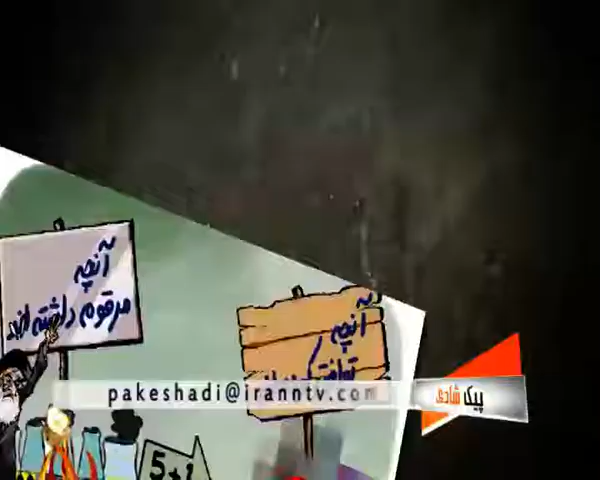 آنچه
مرقوم داشته اند
آنچه
pakeshadi@iranntv.com
پیک شادی
5+1